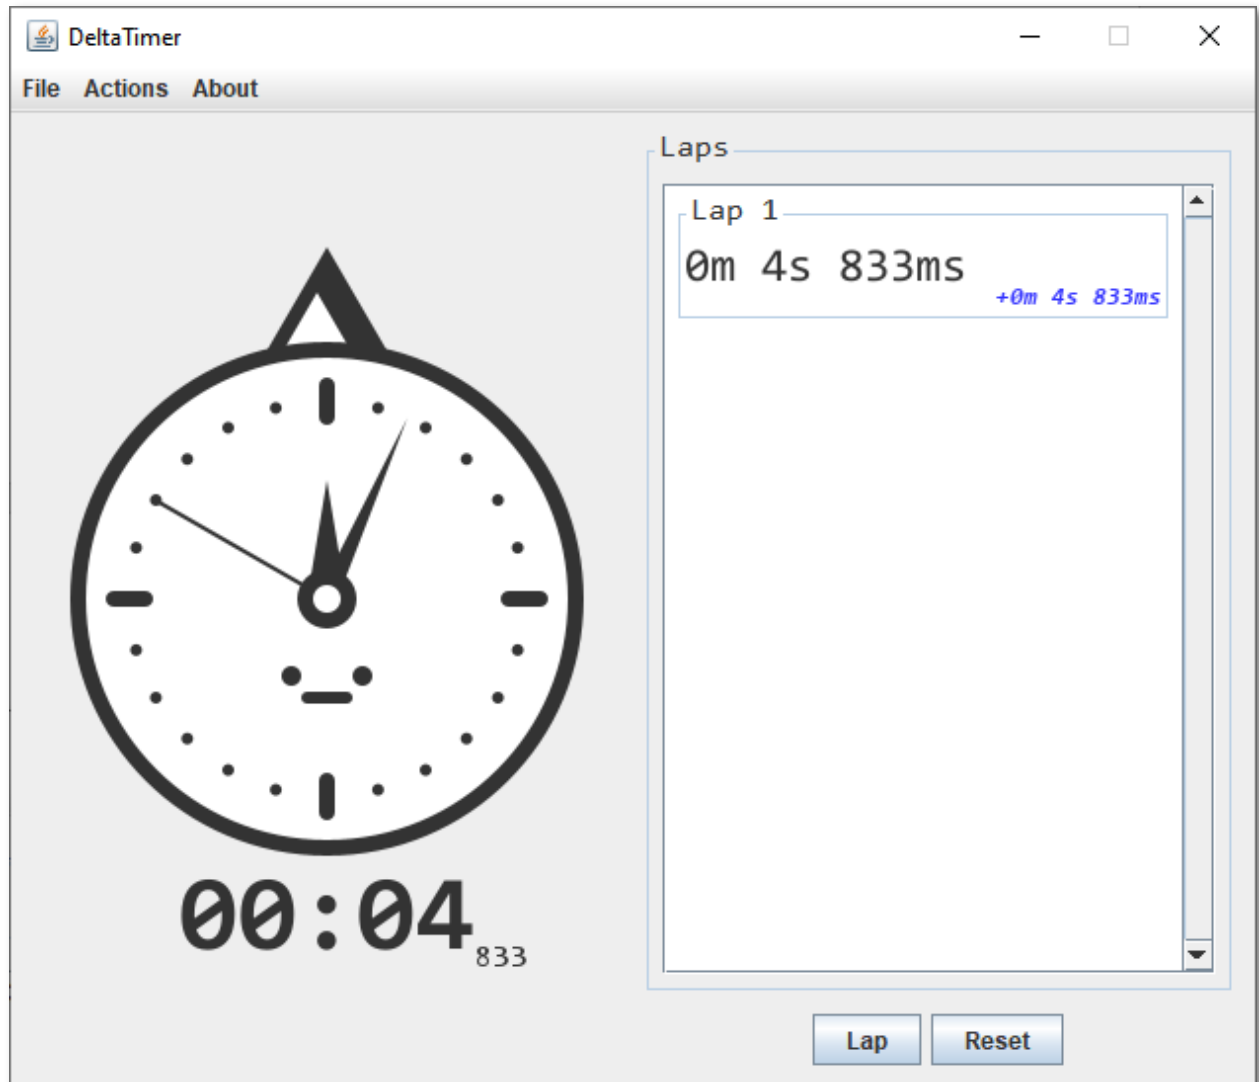 DeltaTimer
File Actions About
Laps
Lap 1
0m 4s 833ms
+0m 4s 833ms
00:04
833
Lap Reset